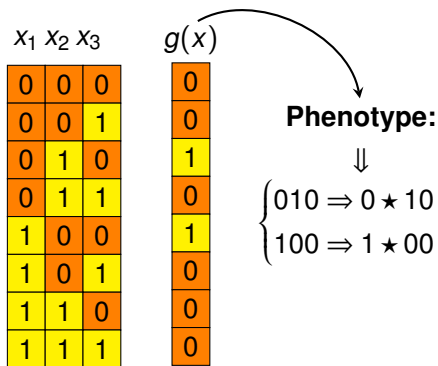 x₁ x₂ x₃ g(x)
0 0 0 0
0 0 1 0
0 1 0 1
0 1 1 0
1 0 0 1
1 0 1 0
1 1 0 0
1 1 1 0
Phenotype:
⇓
010 ⇒ 0 ⋆ 10
100 ⇒ 1 ⋆ 00